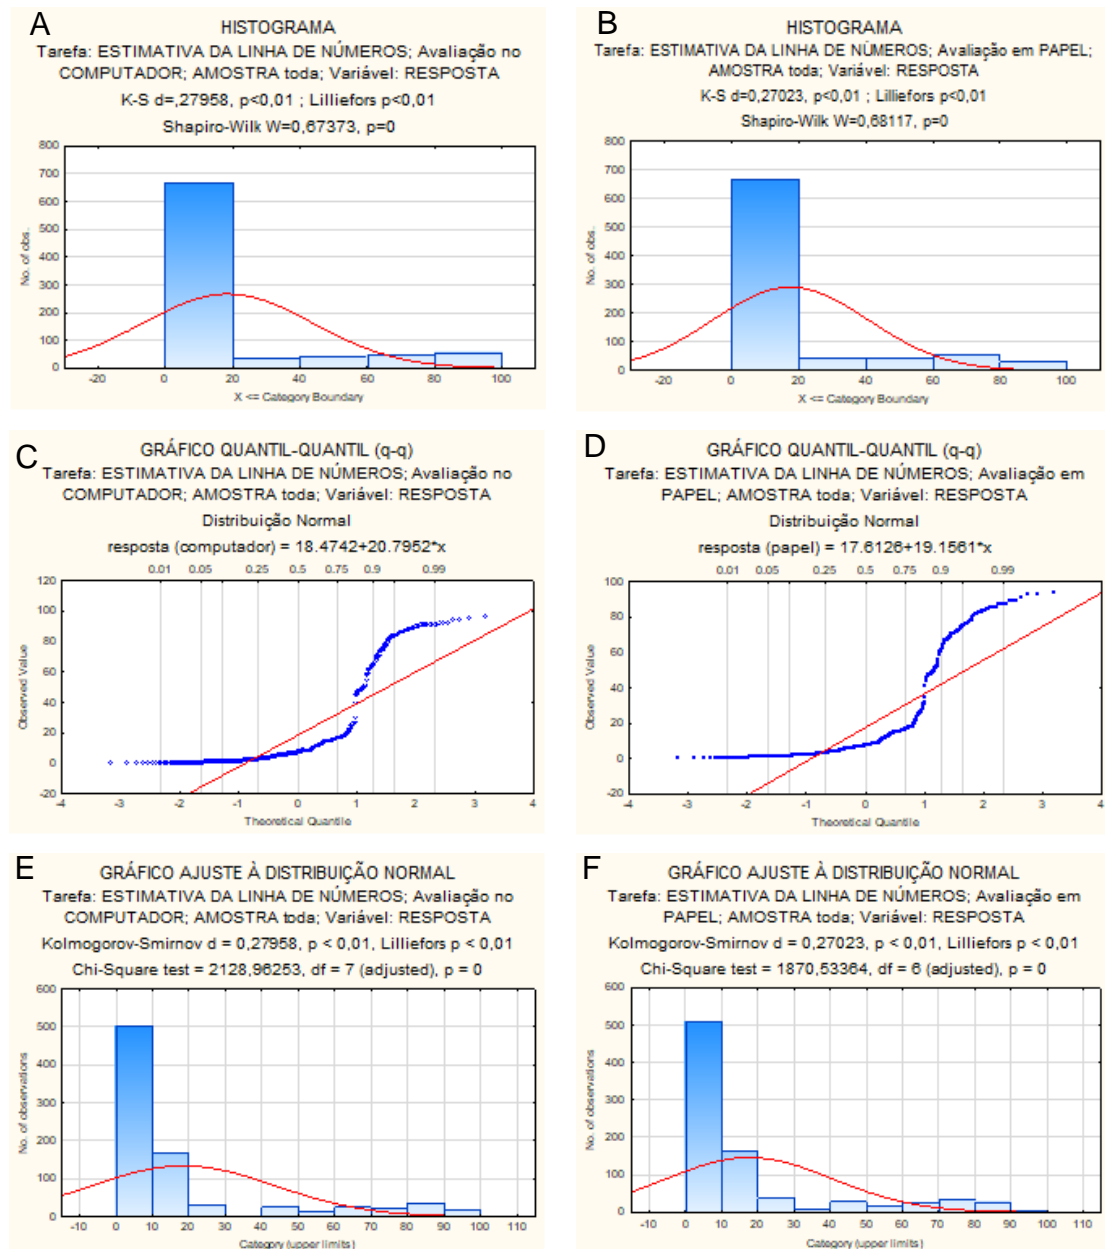 A
HISTOGRAMA
Tarefa: ESTIMATIVA DA LINHA DE NÚMEROS; Avaliação no
COMPUTADOR; AMOSTRA toda; Variável: RESPOSTA
K-S d=,27958, p<0,01 ; Lilliefors p<0,01
Shapiro-Wilk W=0,67373, p=0
800
700
600
500
400
300
200
100
0
No. of obs.
-20 0 20 40 60 80 100
X <= Category Boundary
B
HISTOGRAMA
Tarefa: ESTIMATIVA DA LINHA DE NÚMEROS; Avaliação em PAPEL;
AMOSTRA toda; Variável: RESPOSTA
K-S d=0,27023, p<0,01 ; Lilliefors p<0,01
Shapiro-Wilk W=0,68117, p=0
800
700
600
500
400
300
200
100
0
No. of obs.
-20 0 20 40 60 80 100
X <= Category Boundary
C
GRÁFICO QUANTIL-QUANTIL (q-q)
Tarefa: ESTIMATIVA DA LINHA DE NÚMEROS; Avaliação no
COMPUTADOR; AMOSTRA toda; Variável: RESPOSTA
Distribuição Normal
resposta (computador) = 18.4742+20.7952*x
0.01 0.05 0.25 0.5 0.75 0.9 0.99
120
100
80
60
40
20
0
-20
Observed Value
-4 -3 -2 -1 0 1 2 3 4
Theoretical Quantile
D
GRÁFICO QUANTIL-QUANTIL (q-q)
Tarefa: ESTIMATIVA DA LINHA DE NÚMEROS; Avaliação em
PAPEL; AMOSTRA toda; Variável: RESPOSTA
Distribuição Normal
resposta (papel) = 17.6126+19.1561*x
0.01 0.05 0.25 0.5 0.75 0.9 0.99
100
80
60
40
20
0
-20
Observed Value
-4 -3 -2 -1 0 1 2 3 4
Theoretical Quantile
E
GRÁFICO AJUSTE À DISTRIBUIÇÃO NORMAL
Tarefa: ESTIMATIVA DA LINHA DE NÚMEROS; Avaliação no
COMPUTADOR; AMOSTRA toda; Variável: RESPOSTA
Kolmogorov-Smirnov d = 0,27958, p < 0,01, Lilliefors p < 0,01
Chi-Square test = 2128,96253, df = 7 (adjusted), p = 0
600
500
400
300
200
100
0
No. of observations
-10 0 10 20 30 40 50 60 70 80 90 100 110
Category (upper limits)
F
GRÁFICO AJUSTE À DISTRIBUIÇÃO NORMAL
Tarefa: ESTIMATIVA DA LINHA DE NÚMEROS; Avaliação em
PAPEL; AMOSTRA toda; Variável: RESPOSTA
Kolmogorov-Smirnov d = 0,27023, p < 0,01, Lilliefors p < 0,01
Chi-Square test = 1870,53364, df = 6 (adjusted), p = 0
600
500
400
300
200
100
0
No. of observations
-10 0 10 20 30 40 50 60 70 80 90 100 110
Category (upper limits)